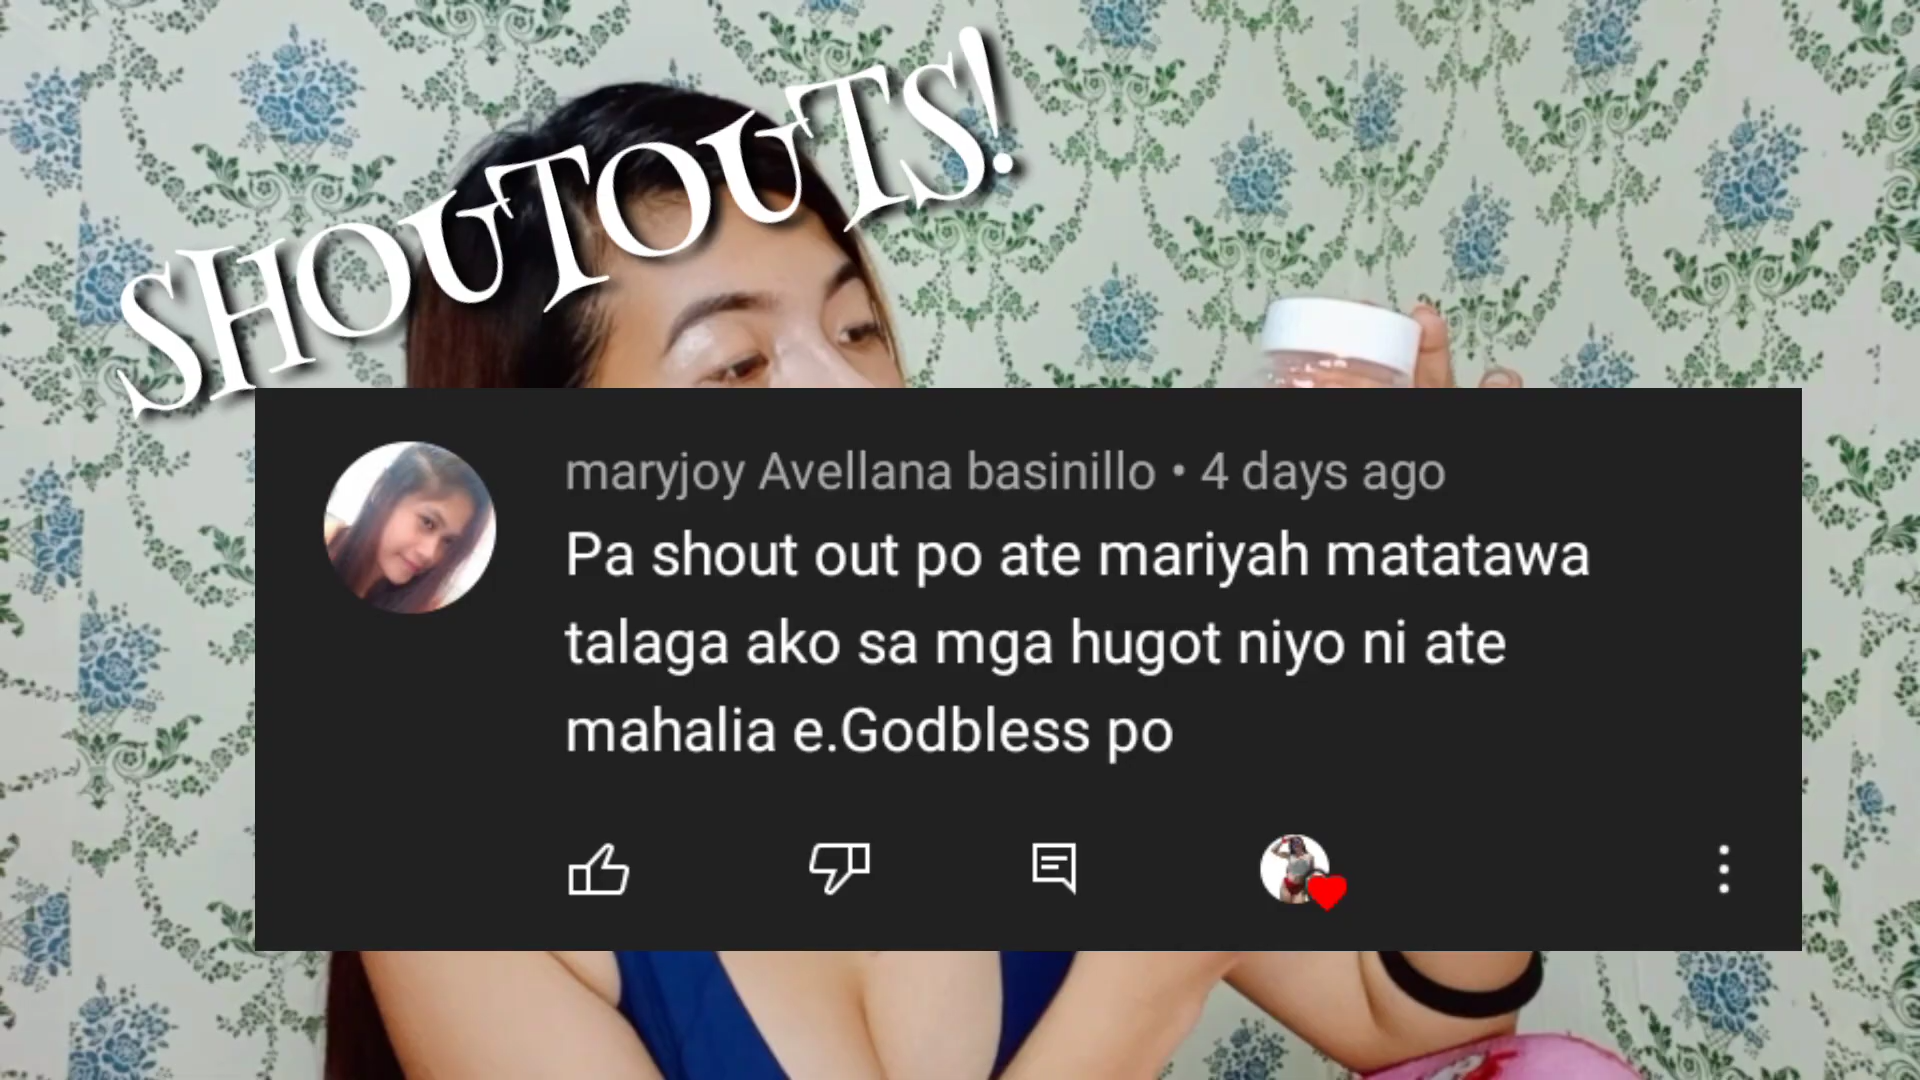 SHOUTOUTS!
maryjoy Avellana basinillo • 4 days ago
Pa shout out po ate mariyah matatawa
talaga ako sa mga hugot niyo ni ate
mahalia e.Godbless po